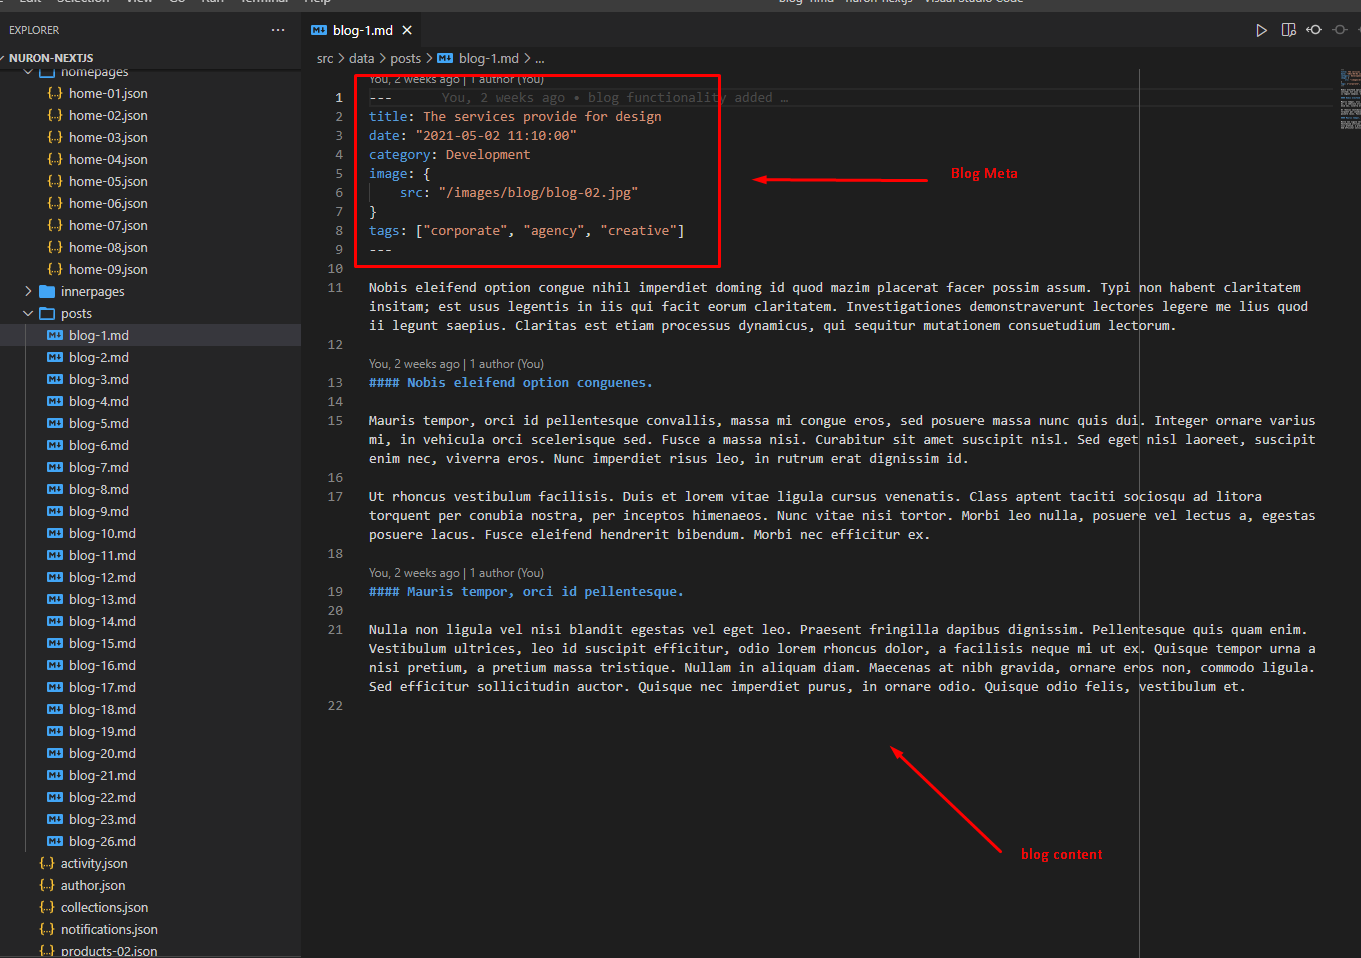 Edit Selection View Go Run Terminal Help
Visual Studio Code
EXPLORER
NURON-NEXTJS
homepages
home-01.json
home-02.json
home-03.json
home-04.json
home-05.json
home-06.json
home-07.json
home-08.json
home-09.json
innerpages
posts
blog-1.md
blog-2.md
blog-3.md
blog-4.md
blog-5.md
blog-6.md
blog-7.md
blog-8.md
blog-9.md
blog-10.md
blog-11.md
blog-12.md
blog-13.md
blog-14.md
blog-15.md
blog-16.md
blog-17.md
blog-18.md
blog-19.md
blog-20.md
blog-21.md
blog-22.md
blog-23.md
blog-26.md
activity.json
author.json
collections.json
notifications.json
products-02.json
blog-1.md
src > data > posts > blog-1.md > ...
You, 2 weeks ago | 1 author (You)
1 --- You, 2 weeks ago • blog functionality added …
2 title: The services provide for design
3 date: "2021-05-02 11:10:00"
4 category: Development
5 image: {
6 src: "/images/blog/blog-02.jpg"
7 }
8 tags: ["corporate", "agency", "creative"]
9 ---
Blog Meta
10
11 Nobis eleifend option congue nihil imperdiet doming id quod mazim placerat facer possim assum. Typi non habent claritatem
insitam; est usus legentis in iis qui facit eorum claritatem. Investigationes demonstraverunt lectores legere me lius quod
ii legunt saepius. Claritas est etiam processus dynamicus, qui sequitur mutationem consuetudium lectorum.
12
You, 2 weeks ago | 1 author (You)
13 #### Nobis eleifend option conguenes.
14
15 Mauris tempor, orci id pellentesque convallis, massa mi congue eros, sed posuere massa nunc quis dui. Integer ornare varius
mi, in vehicula orci scelerisque sed. Fusce a massa nisi. Curabitur sit amet suscipit nisl. Sed eget nisl laoreet, suscipit
enim nec, viverra eros. Nunc imperdiet risus leo, in rutrum erat dignissim id.
16
17 Ut rhoncus vestibulum facilisis. Duis et lorem vitae ligula cursus venenatis. Class aptent taciti sociosqu ad litora
torquent per conubia nostra, per inceptos himenaeos. Nunc vitae nisi tortor. Morbi leo nulla, posuere vel lectus a, egestas
posuere lacus. Fusce eleifend hendrerit bibendum. Morbi nec efficitur ex.
18
You, 2 weeks ago | 1 author (You)
19 #### Mauris tempor, orci id pellentesque.
20
21 Nulla non ligula vel nisi blandit egestas vel eget leo. Praesent fringilla dapibus dignissim. Pellentesque quis quam enim.
Vestibulum ultrices, leo id suscipit efficitur, odio lorem rhoncus dolor, a facilisis neque mi ut ex. Quisque tempor urna a
nisi pretium, a pretium massa tristique. Nullam in aliquam diam. Maecenas at nibh gravida, ornare eros non, commodo ligula.
Sed efficitur sollicitudin auctor. Quisque nec imperdiet purus, in ornare odio. Quisque odio felis, vestibulum et.
22
blog content